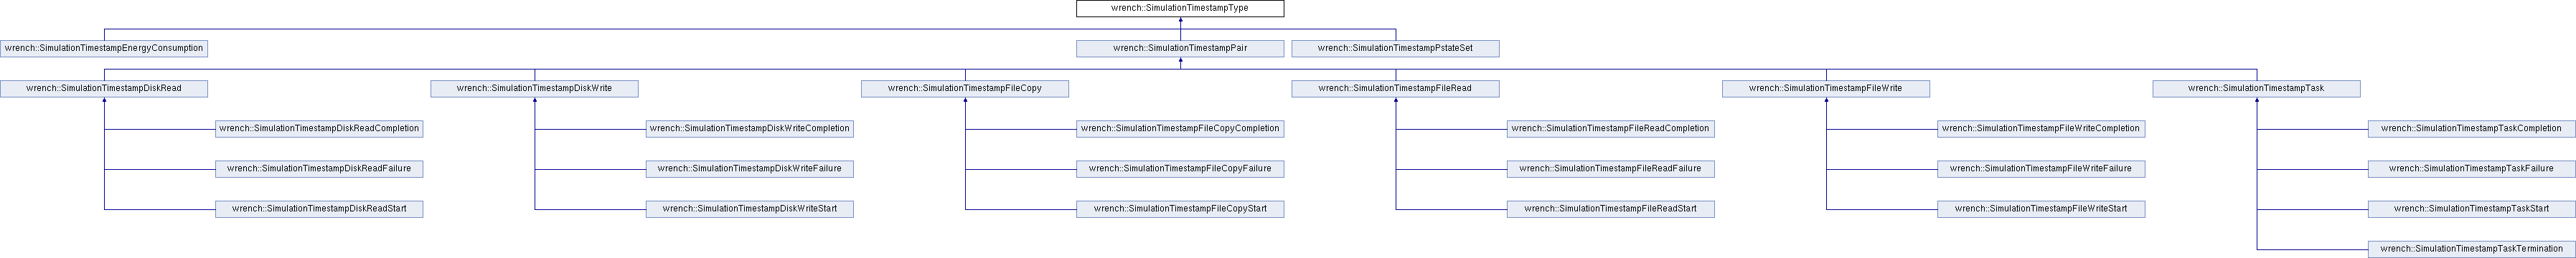 wrench::SimulationTimestampType
wrench::SimulationTimestampEnergyConsumption
wrench::SimulationTimestampPair
wrench::SimulationTimestampPstateSet
wrench::SimulationTimestampDiskRead
wrench::SimulationTimestampDiskWrite
wrench::SimulationTimestampFileCopy
wrench::SimulationTimestampFileRead
wrench::SimulationTimestampFileWrite
wrench::SimulationTimestampTask
wrench::SimulationTimestampDiskReadCompletion
wrench::SimulationTimestampDiskWriteCompletion
wrench::SimulationTimestampFileCopyCompletion
wrench::SimulationTimestampFileReadCompletion
wrench::SimulationTimestampFileWriteCompletion
wrench::SimulationTimestampTaskCompletion
wrench::SimulationTimestampDiskReadFailure
wrench::SimulationTimestampDiskWriteFailure
wrench::SimulationTimestampFileCopyFailure
wrench::SimulationTimestampFileReadFailure
wrench::SimulationTimestampFileWriteFailure
wrench::SimulationTimestampTaskFailure
wrench::SimulationTimestampDiskReadStart
wrench::SimulationTimestampDiskWriteStart
wrench::SimulationTimestampFileCopyStart
wrench::SimulationTimestampFileReadStart
wrench::SimulationTimestampFileWriteStart
wrench::SimulationTimestampTaskStart
wrench::SimulationTimestampTaskTermination